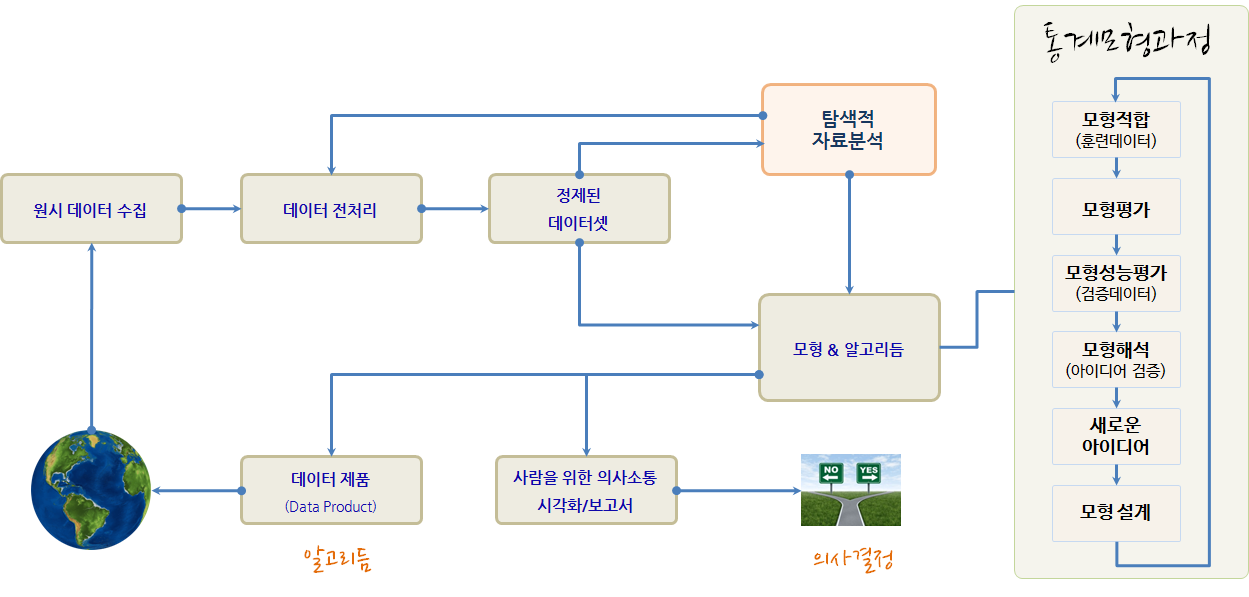 통계모형과정
탐색적
자료분석
모형적합
(훈련데이터)
원시 데이터 수집
데이터 전처리
정제된
데이터셋
모형평가
모형성능평가
(검증데이터)
모형 & 알고리듬
모형해석
(아이디어 검증)
새로운
아이디어
데이터 제품
(Data Product)
사람을 위한 의사소통
시각화/보고서
NO
YES
모형 설계
알고리듬
의사결정